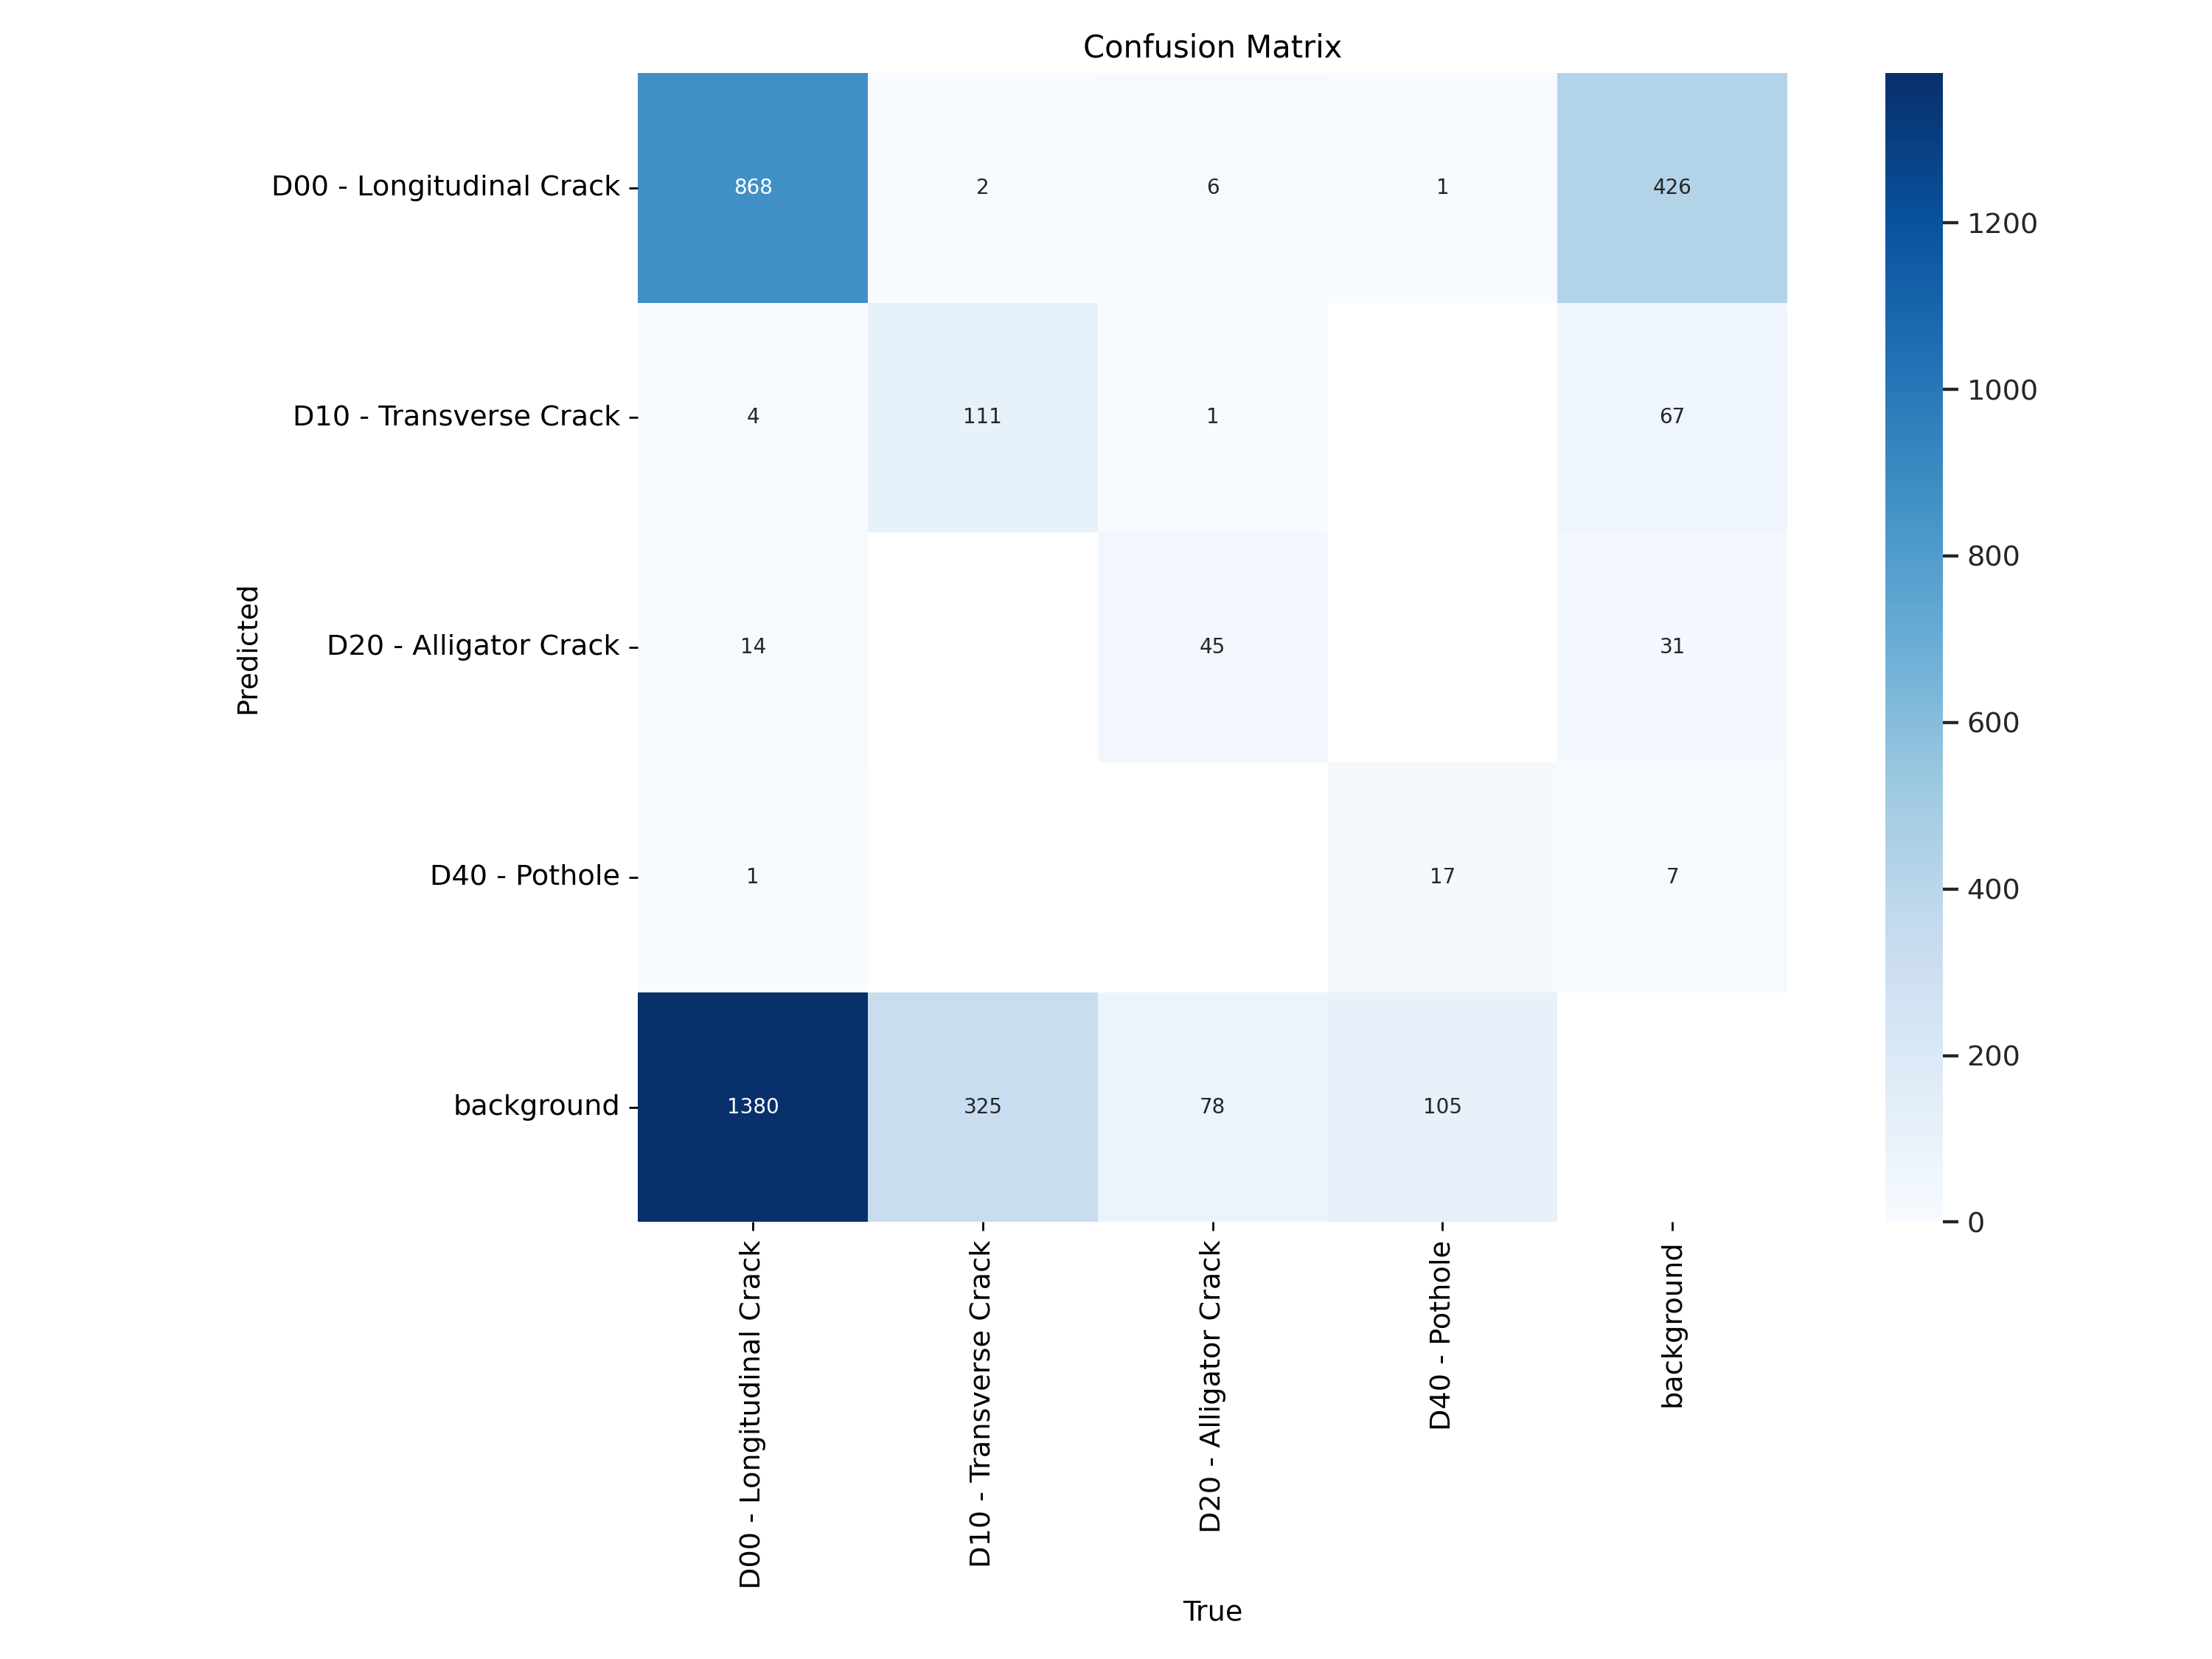 Confusion Matrix
Predicted
D00 - Longitudinal Crack
868 2 6 1 426
D10 - Transverse Crack
4 111 1 67
D20 - Alligator Crack
14 45 31
D40 - Pothole
1 17 7
background
1380 325 78 105
D00 - Longitudinal Crack
D10 - Transverse Crack
D20 - Alligator Crack
D40 - Pothole
background
True
1200
1000
800
600
400
200
0